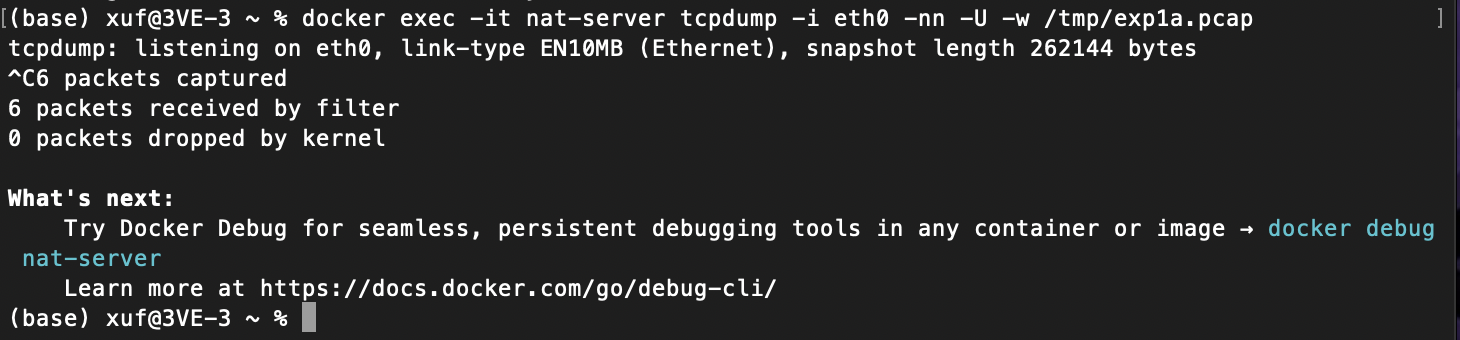 [(base) xuf@3VE-3 ~ % docker exec -it nat-server tcpdump -i eth0 -nn -U -w /tmp/exp1a.pcap ]
tcpdump: listening on eth0, link-type EN10MB (Ethernet), snapshot length 262144 bytes
^C6 packets captured
6 packets received by filter
0 packets dropped by kernel
What's next:
Try Docker Debug for seamless, persistent debugging tools in any container or image → docker debug
nat-server
Learn more at https://docs.docker.com/go/debug-cli/
(base) xuf@3VE-3 ~ %